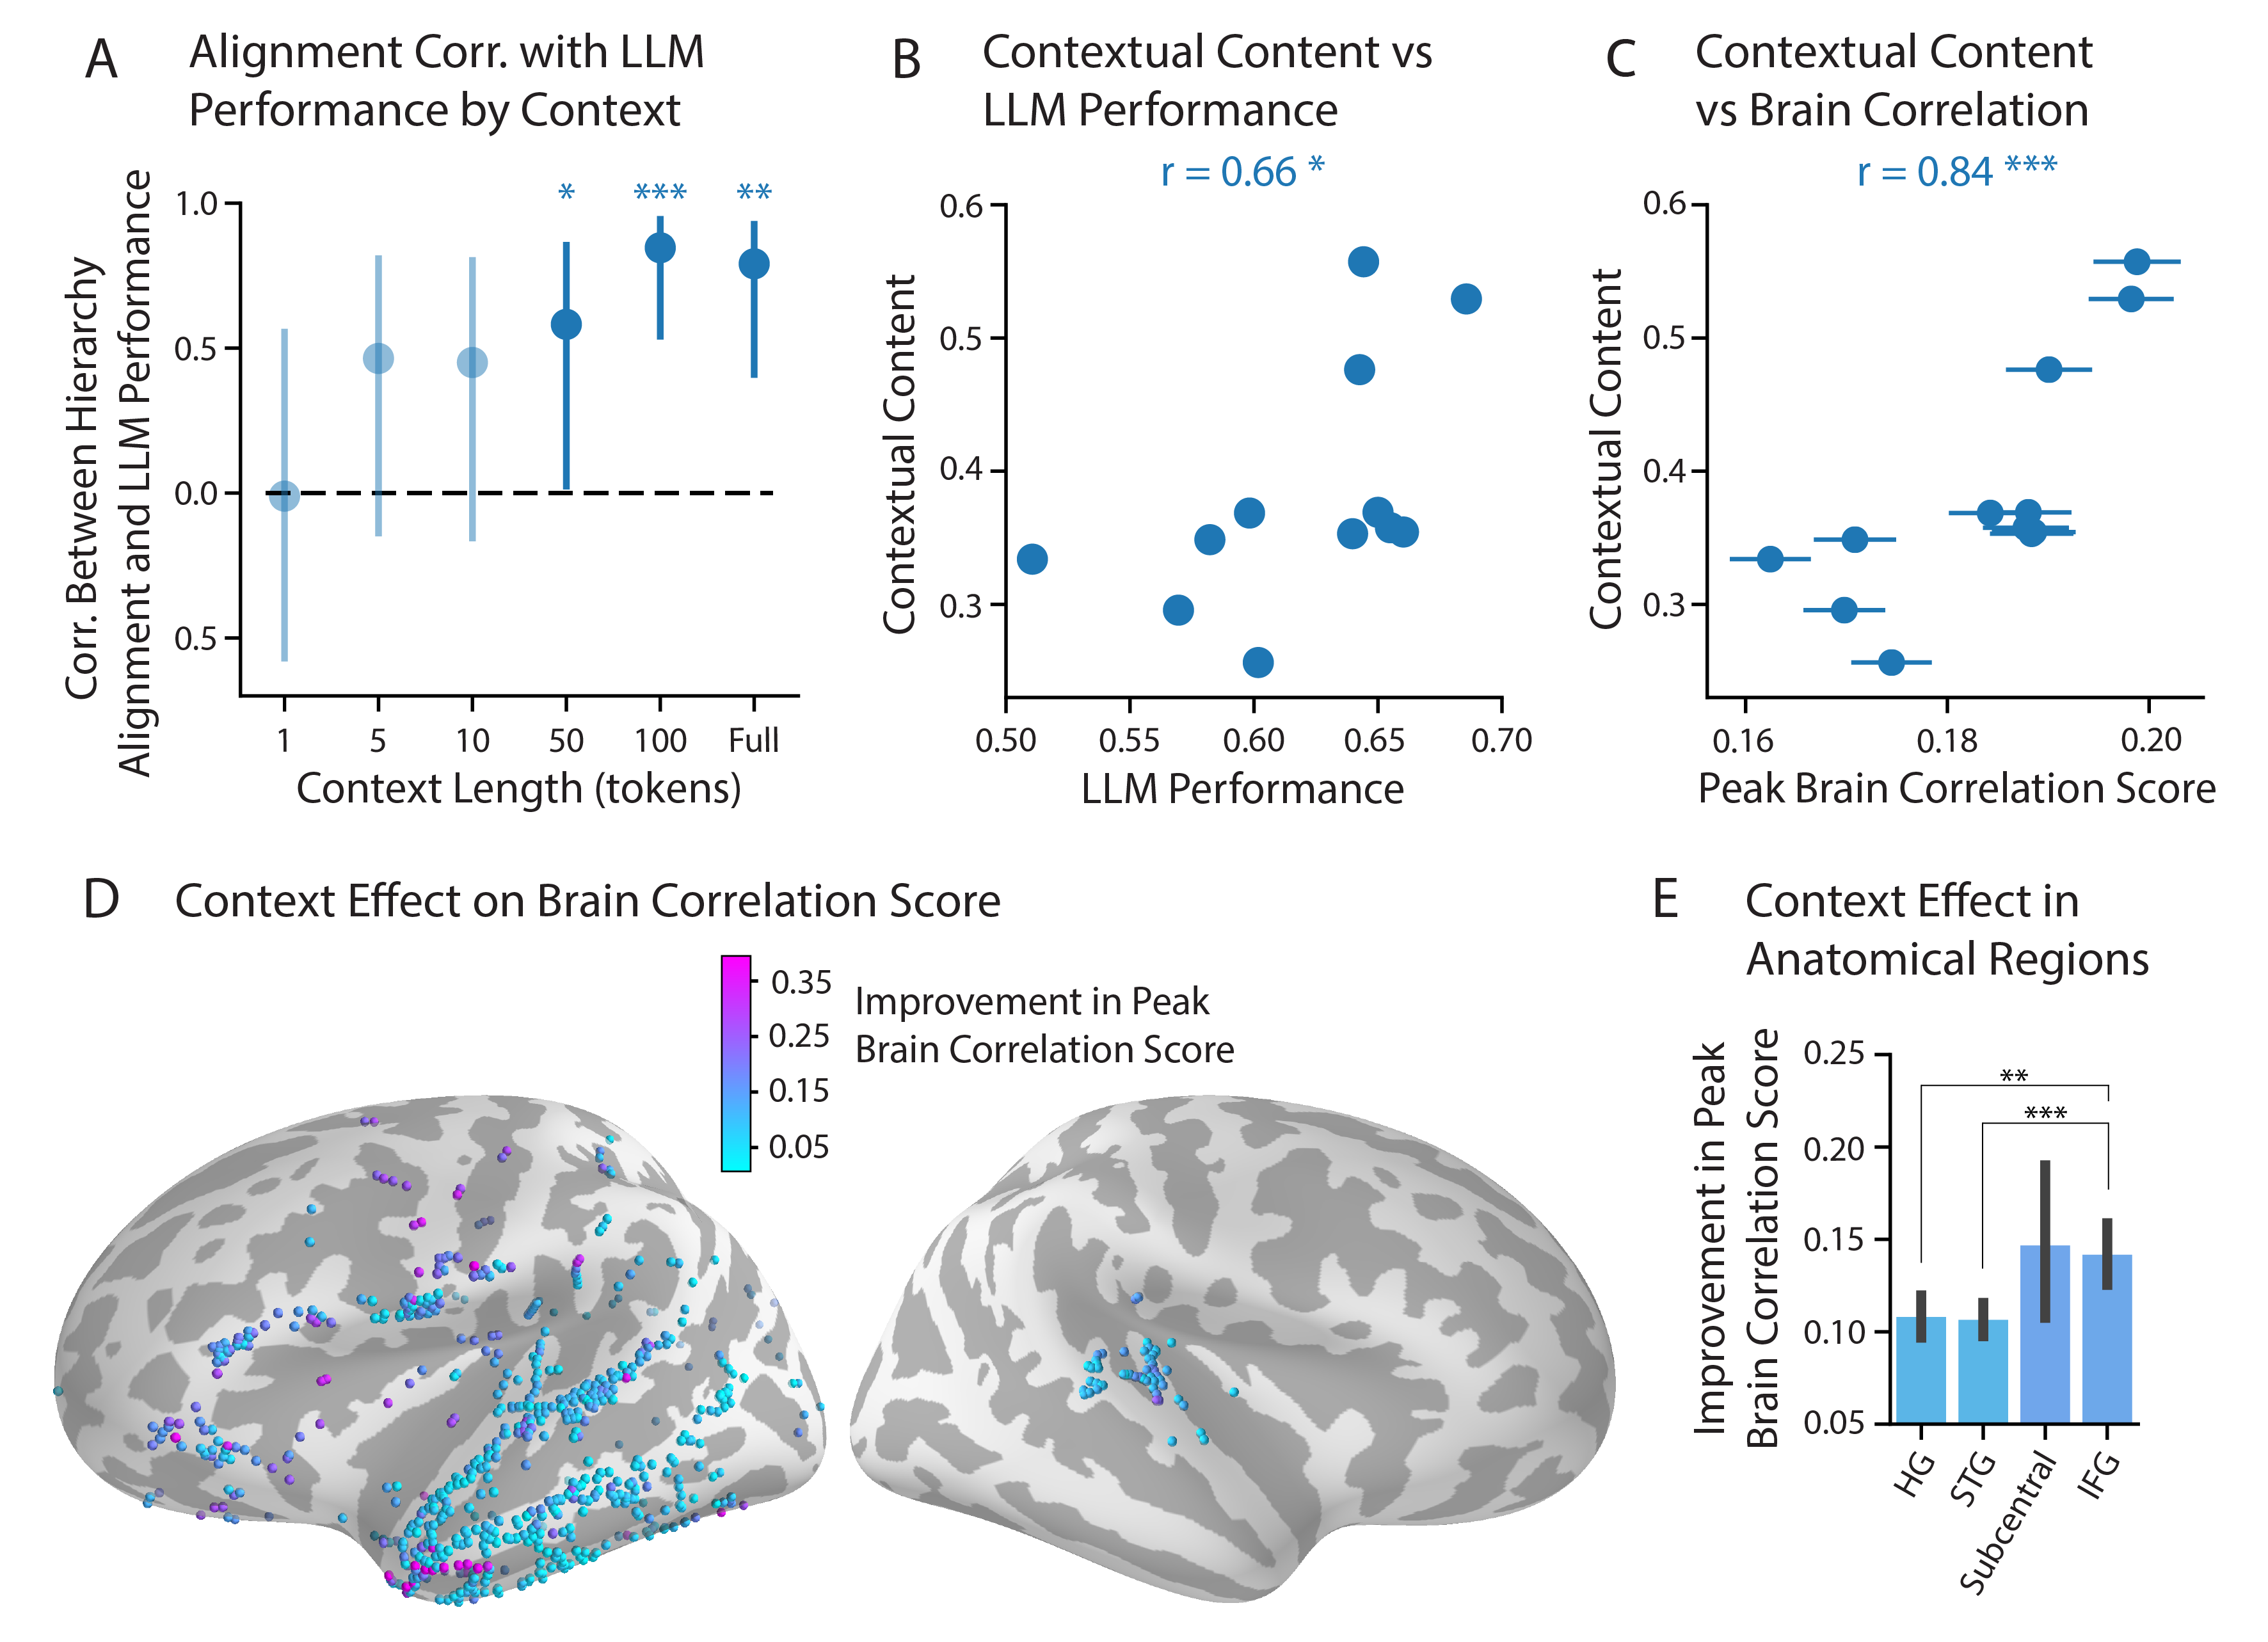 A Alignment Corr. with LLM
Performance by Context
Corr. Between Hierarchy
Alignment and LLM Performance
* *** **
1.0
0.5
0.0
0.5
1 5 10 50 100 Full
Context Length (tokens)
B Contextual Content vs
LLM Performance
r = 0.66 *
Contextual Content
0.6
0.5
0.4
0.3
0.50 0.55 0.60 0.65 0.70
LLM Performance
C Contextual Content
vs Brain Correlation
r = 0.84 ***
Contextual Content
0.6
0.5
0.4
0.3
0.16 0.18 0.20
Peak Brain Correlation Score
D Context Effect on Brain Correlation Score
0.35
0.25
0.15
0.05
Improvement in Peak
Brain Correlation Score
E Context Effect in
Anatomical Regions
Improvement in Peak
Brain Correlation Score
0.25
0.20
0.15
0.10
0.05
**
***
HG STG Subcentral IFG